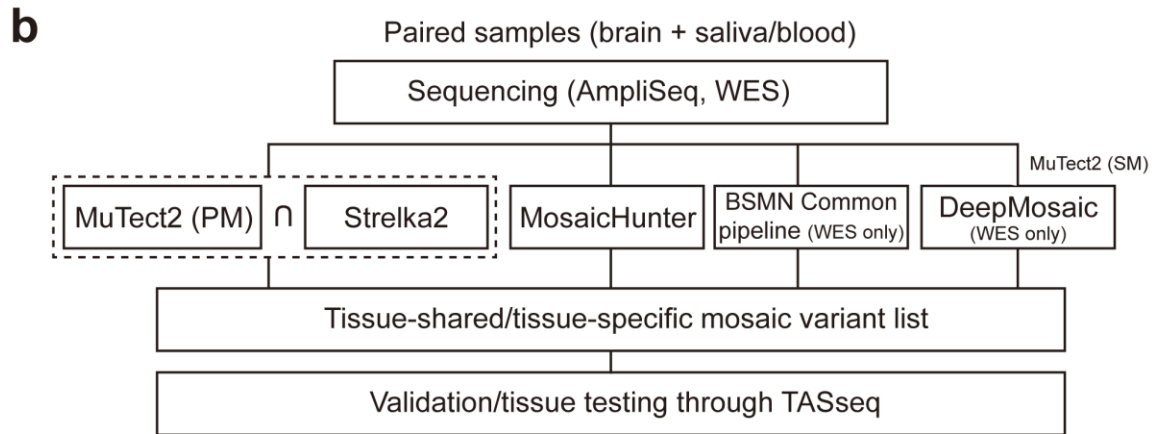 b
Paired samples (brain + saliva/blood)
Sequencing (AmpliSeq, WES)
MuTect2 (SM)
MuTect2 (PM) ∩ Strelka2
MosaicHunter
BSMN Common
pipeline (WES only)
DeepMosaic
(WES only)
Tissue-shared/tissue-specific mosaic variant list
Validation/tissue testing through TASseq